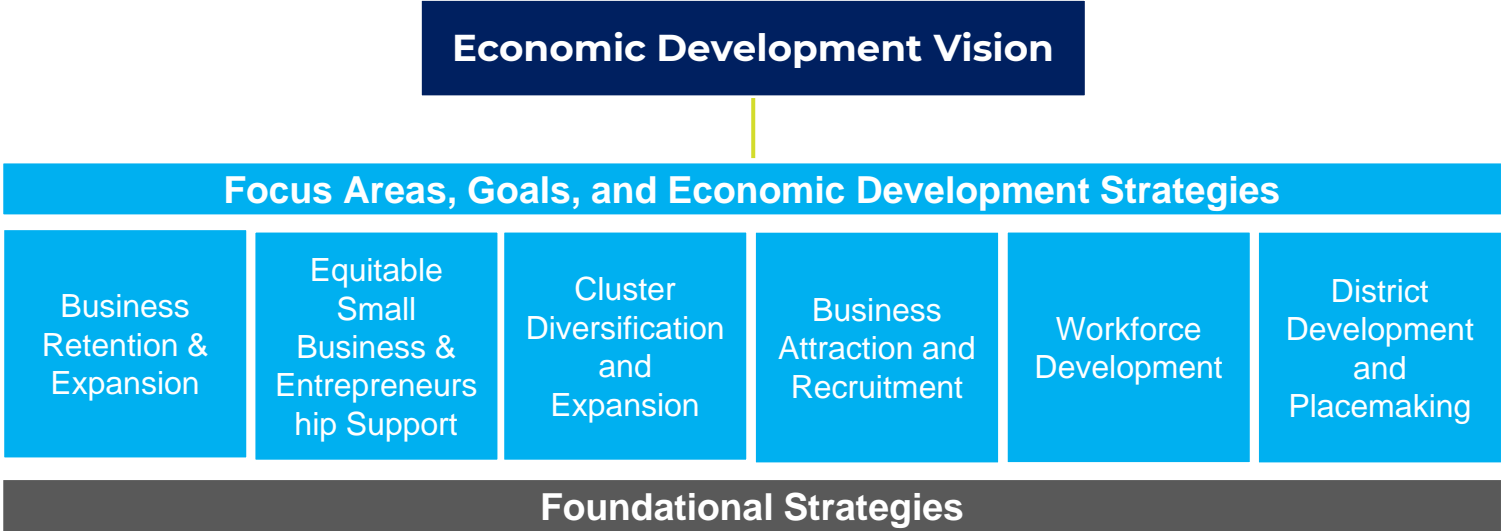 Economic Development Vision
Focus Areas, Goals, and Economic Development Strategies
Business
Retention &
Expansion
Equitable
Small
Business &
Entrepreneurs
hip Support
Cluster
Diversification
and
Expansion
Business
Attraction and
Recruitment
Workforce
Development
District
Development
and
Placemaking
Foundational Strategies